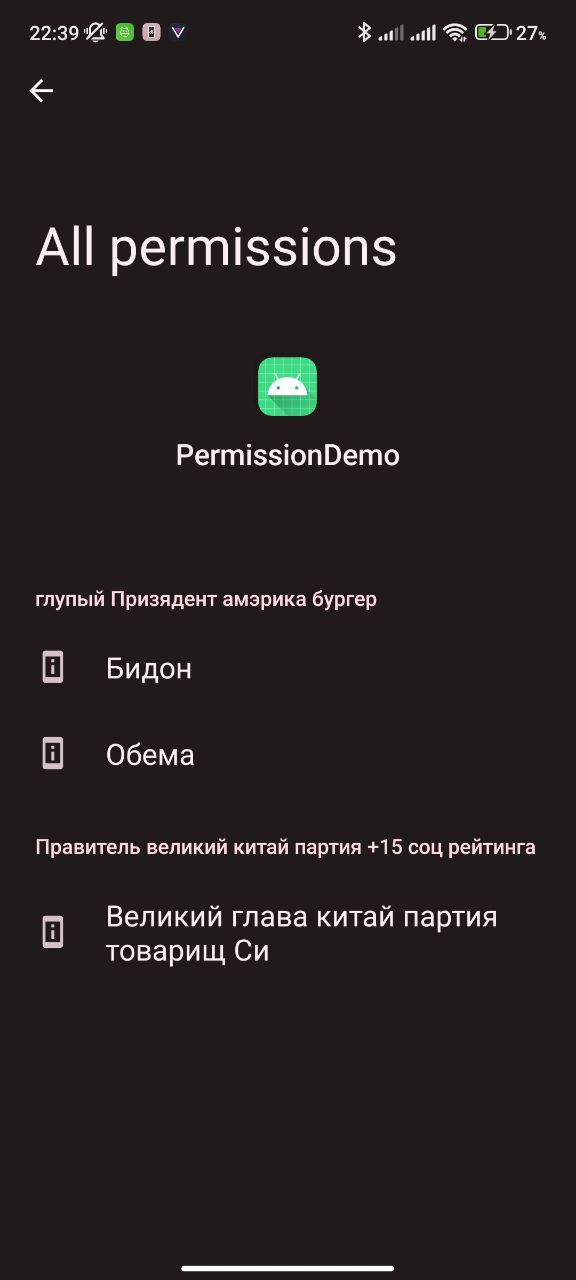 22:39 27%
All permissions
PermissionDemo
глупый Призядент амэрика бургер
Бидон
Обема
Правитель великий китай партия +15 соц рейтинга
Великий глава китай партия
товарищ Си